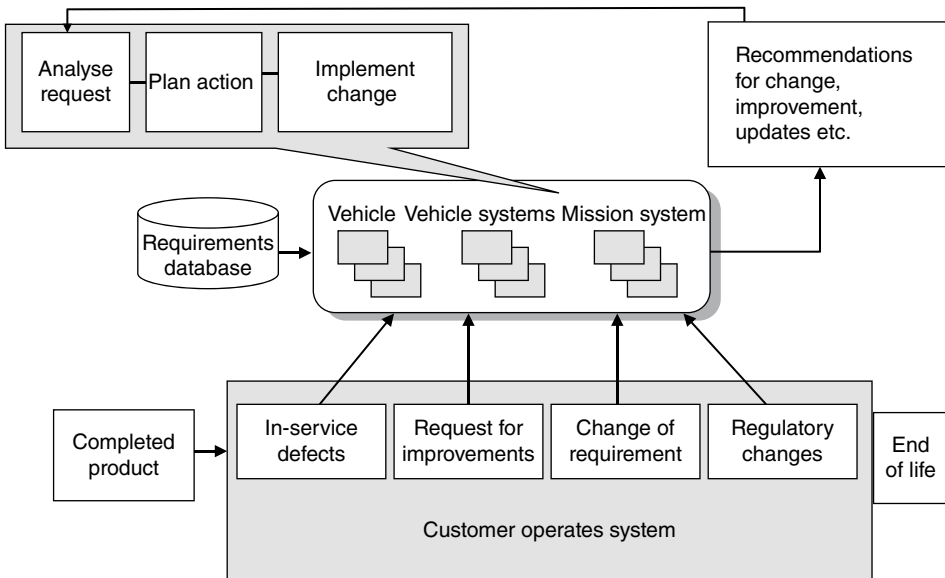 Analyse
request
Plan action
Implement
change
Recommendations
for change,
improvement,
updates etc.
Vehicle Vehicle systems Mission system
Requirements
database
Completed
product
In-service
defects
Request for
improvements
Change of
requirement
Regulatory
changes
End
of life
Customer operates system